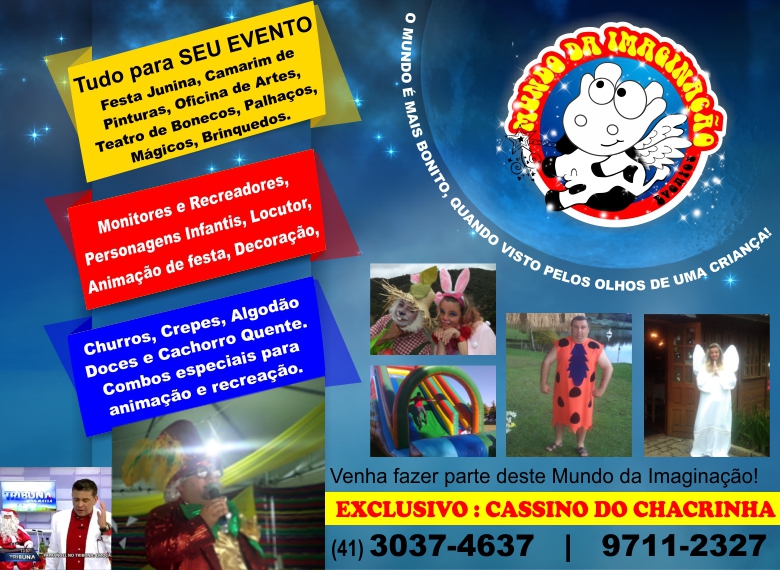 Tudo para SEU EVENTO
Festa Junina, Camarim de
Pinturas, Oficina de Artes,
Teatro de Bonecos, Palhaços,
Mágicos, Brinquedos.
Monitores e Recreadores,
Personagens Infantis, Locutor,
Animação de festa, Decoração,
Churros, Crepes, Algodão
Doces e Cachorro Quente.
Combos especiais para
animação e recreação.
MUNDO DA IMAGINAÇÃO
EVENTOS
O MUNDO É MAIS BONITO, QUANDO VISTO PELOS OLHOS DE UMA CRIANÇA!
TRIBUNA
TRIBUNA
Venha fazer parte deste Mundo da Imaginação!
EXCLUSIVO : CASSINO DO CHACRINHA
(41) 3037-4637 | 9711-2327